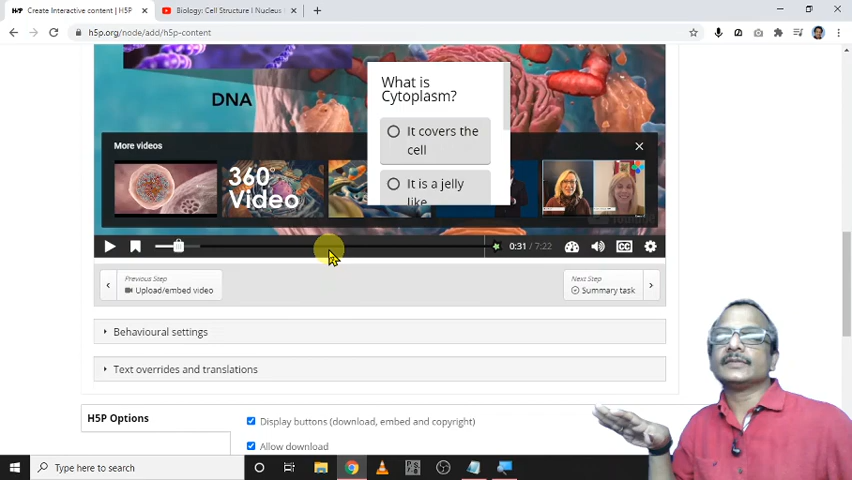 Create Interactive content | H5P
Biology: Cell Structure I Nucleus
h5p.org/node/add/h5p-content
DNA
What is
Cytoplasm?
It covers the
cell
It is a jelly
like
More videos
360°
Video
0:31 / 7:22
CC
Previous Step
Upload/embed video
Next Step
Summary task
Behavioural settings
Text overrides and translations
H5P Options
Display buttons (download, embed and copyright)
Allow download
Type here to search